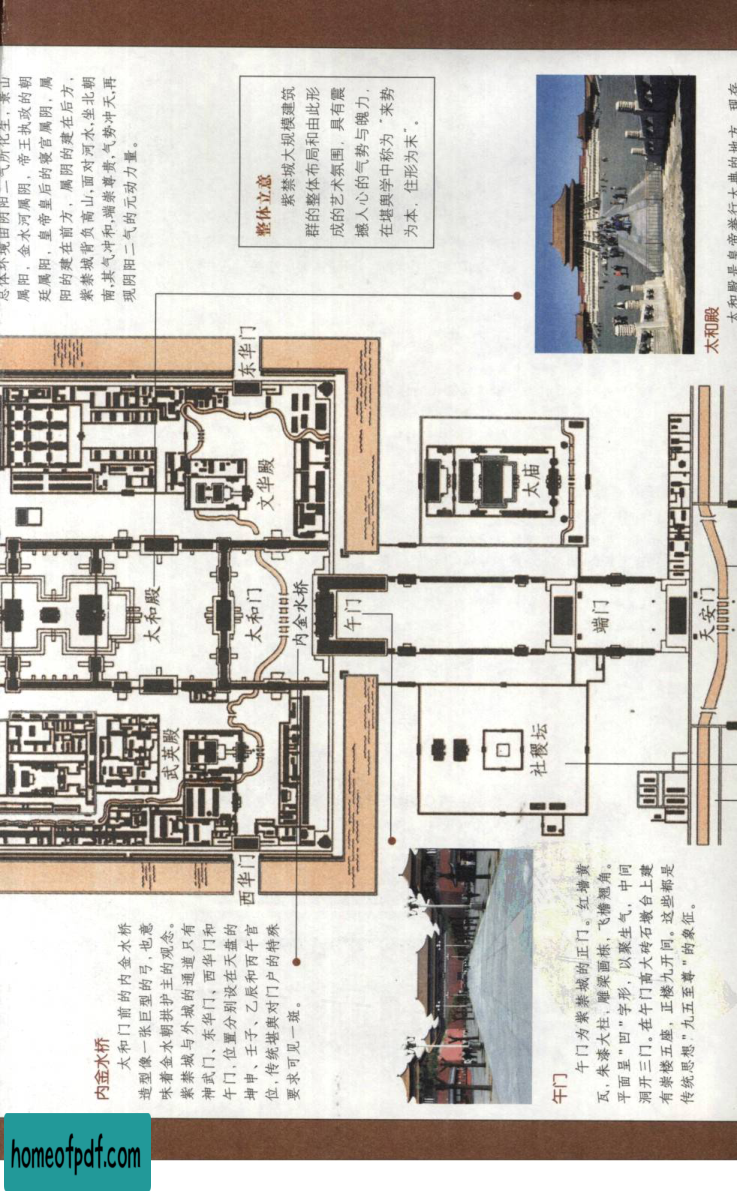 内金水桥
太和门前的内金水桥
造型像一张巨型的弓，也意
味着金水朝拱护主的观念。
紫禁城与外城的通道只有
神武门、东华门、西华门和
午门，位置分别设在天盘的
坤申、壬子、乙辰和丙午宫
位，传统堪舆对门户的特殊
要求可见一斑。
午门
午门为紫禁城的正门。红墙黄
瓦，朱漆大柱，雕梁画栋，飞檐翘角。
平面呈"凹"字形，以聚生气，中间
洞开三门。在午门高大砖石墩台上建
有崇楼五座，正楼九开间。这些都是
传统思想"九五至尊"的象征。
西华门
武英殿
社稷坛
太和殿
太和门
内金水桥
午门
端门
天安门
文华殿
东华门
太庙
属阳，金水河属阴，帝王执政的朝
廷属阳，皇帝皇后的寝宫属阴，属
阳的建在前方，属阴的建在后方，
紫禁城背负高山，面对河水，坐北朝
南，其气冲和，端崇尊贵，气势冲天，再
现阴阳二气的元动力量。
整体立意
紫禁城大规模建筑
群的整体布局和由此形
成的艺术氛围，具有震
撼人心的气势与魄力，
在堪舆学中称为"来势
为本，住形为末"。
太和殿
太和殿是皇帝举行大典的地方，现存
homeofpdf.com